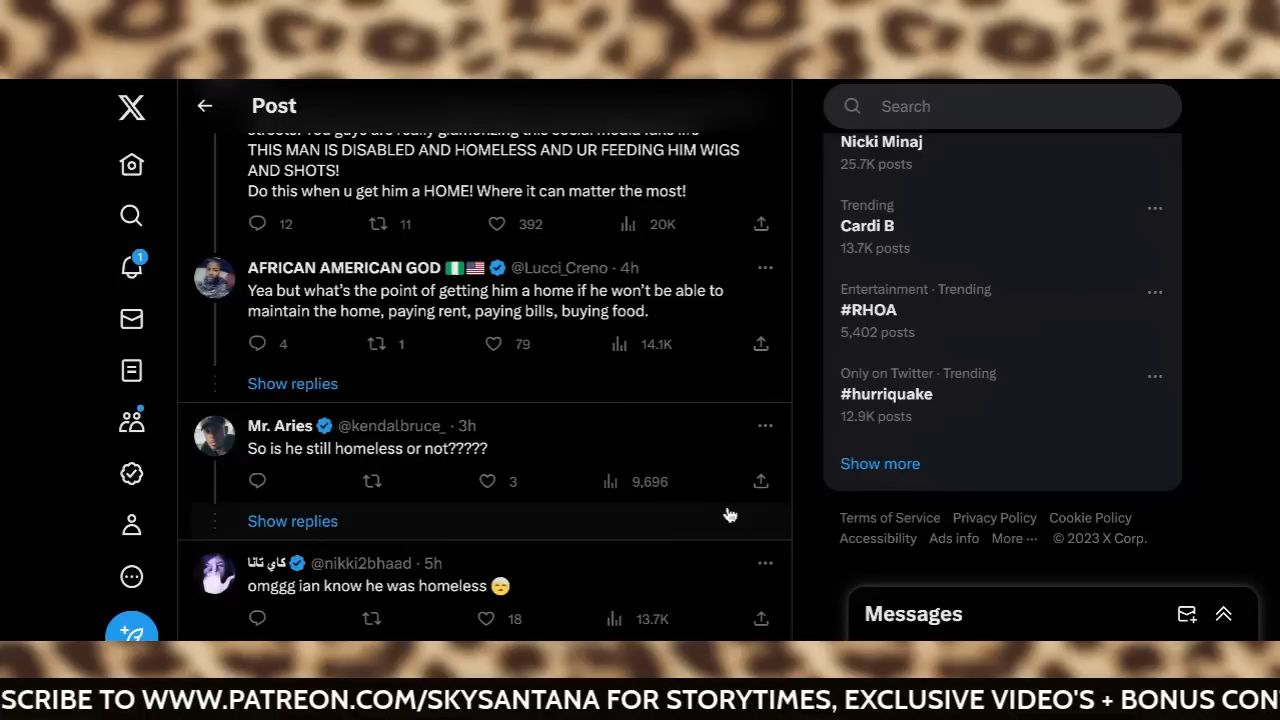 Post
THIS MAN IS DISABLED AND HOMELESS AND UR FEEDING HIM WIGS
AND SHOTS!
Do this when u get him a HOME! Where it can matter the most!
12 11 392 20K
AFRICAN AMERICAN GOD 🇳🇬🇺🇸 @Lucci_Creno · 4h
Yea but what's the point of getting him a home if he won't be able to
maintain the home, paying rent, paying bills, buying food.
4 1 79 14.1K
Show replies
Mr. Aries @kendalbruce_ · 3h
So is he still homeless or not?????
3 9,696
Show replies
كاي تانا @nikki2bhaad · 5h
omggg ian know he was homeless 😔
18 13.7K
1
Search
Nicki Minaj
25.7K posts
Trending
Cardi B
13.7K posts
Entertainment · Trending
#RHOA
5,402 posts
Only on Twitter · Trending
#hurriquake
12.9K posts
Show more
Terms of Service Privacy Policy Cookie Policy
Accessibility Ads info More ··· © 2023 X Corp.
Messages
SCRIBE TO WWW.PATREON.COM/SKYSANTANA FOR STORYTIMES, EXCLUSIVE VIDEO'S + BONUS CON